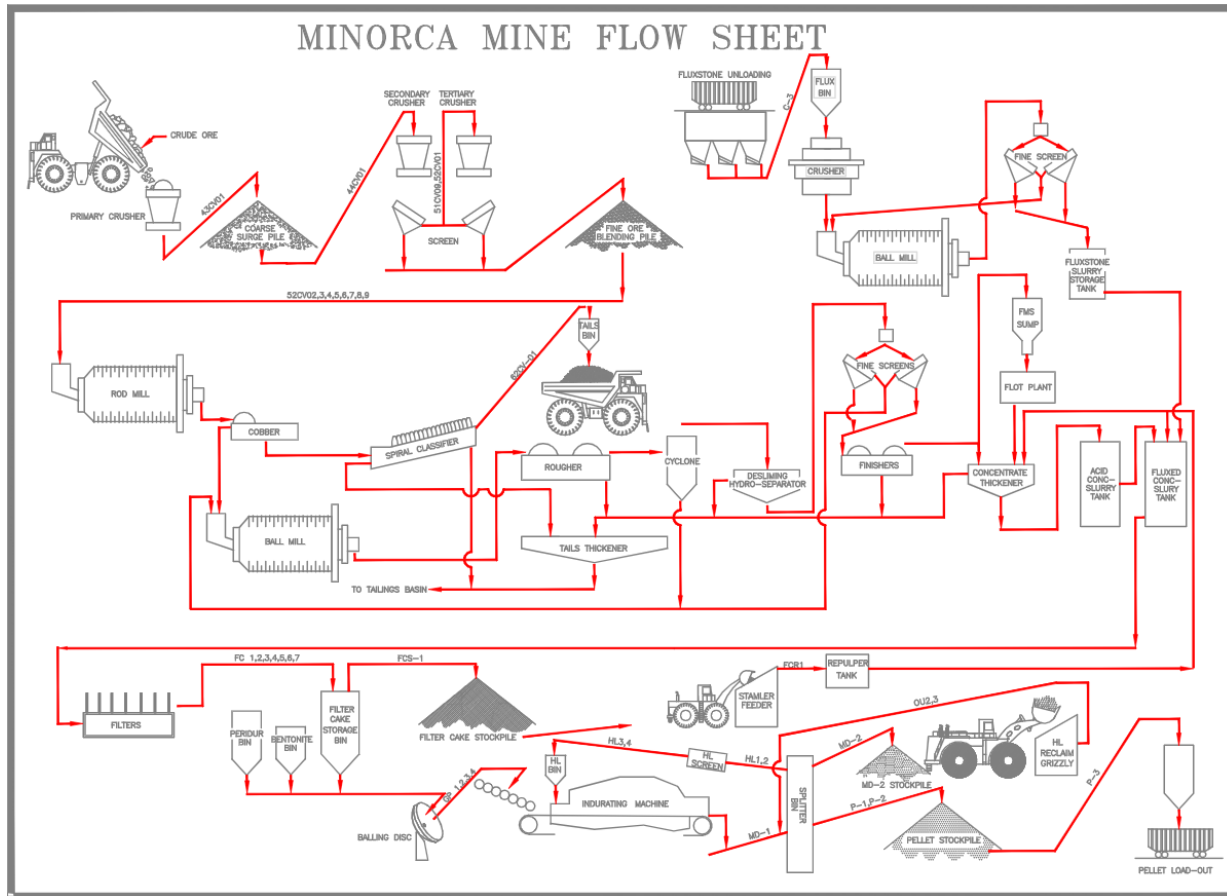 MINORCA MINE FLOW SHEET
CRUDE ORE
PRIMARY CRUSHER
43CV01
COARSE
SURGE PILE
44CV01
SECONDARY
CRUSHER
TERTIARY
CRUSHER
51CV09,52CV01
SCREEN
FINE ORE
BLENDING PILE
FLUXSTONE UNLOADING
C-3
FLUX
BIN
CRUSHER
BALL MILL
FINE SCREEN
FLUXSTONE
SLURRY
STORAGE
TANK
52CV02,3,4,5,6,7,8,9
ROD MILL
COBBER
SPIRAL CLASSIFIER
62CV-01
TAILS
BIN
ROUGHER
CYCLONE
DESLIMING
HYDRO-SEPARATOR
FINE SCREENS
FINISHERS
FMS
SUMP
FLOT PLANT
CONCENTRATE
THICKENER
ACID
CONC-
SLURRY
TANK
FLUXED
CONC-
SLURY
TANK
BALL MILL
TAILS THICKENER
TO TAILINGS BASIN
FC 1,2,3,4,5,6,7
FCS-1
FILTERS
PERIDUR
BIN
BENTONITE
BIN
FILTER
CAKE
STORAGE
BIN
FILTER CAKE STOCKPILE
STAMLER
FEEDER
FCR1
REPULPER
TANK
OU2,3
HL3,4
HL
SCREEN
HL1,2
MD-2
HL
BIN
MD-2 STOCKPILE
HL
RECLAIM
GRIZZLY
BALLING DISC
INDURATING MACHINE
MD-1
SPLITTER
BIN
P-1,P-2
PELLET STOCKPILE
P-3
PELLET LOAD-OUT